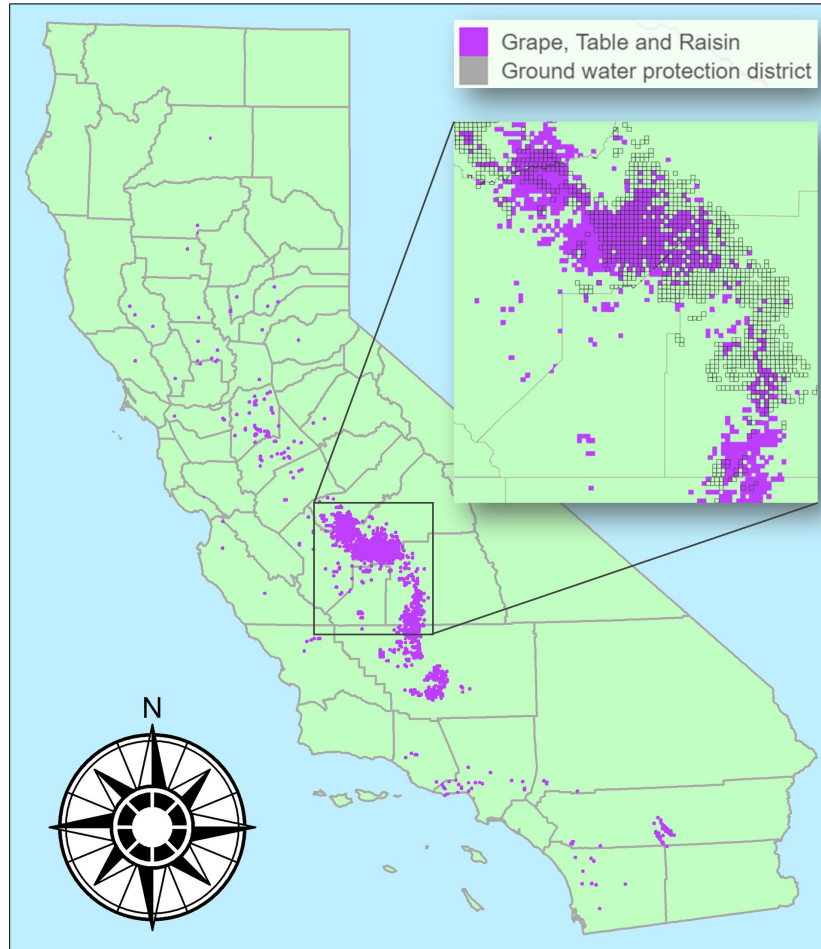 Grape, Table and Raisin
Ground water protection district
N